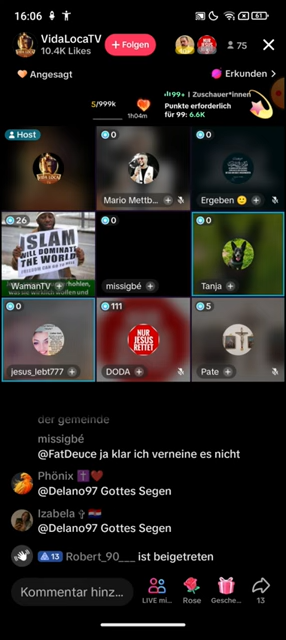 16:06
61
VidaLocaTV
10.4K Likes
+ Folgen
75
Angesagt
Erkunden >
5/999k
1h04m
99+ | Zuschauer*innen
Punkte erforderlich
für 99: 6.6K
Host
0
0
Mario Mettb...
Ergeben
26
0
0
ISLAM
WILL DOMINATE
THE WORLD
WamanTV
missigbé
Tanja
0
111
5
NUR
JESUS
RETTET
jesus_lebt777
DODA
Pate
der gemeinde
missigbé
@FatDeuce ja klar ich verneine es nicht
Phönix ✝️❤️
@Delano97 Gottes Segen
Izabela ✞ 🇭🇷
@Delano97 Gottes Segen
13 Robert_90___ ist beigetreten
Kommentar hinz...
LIVE mi...
Rose
Gesche...
13